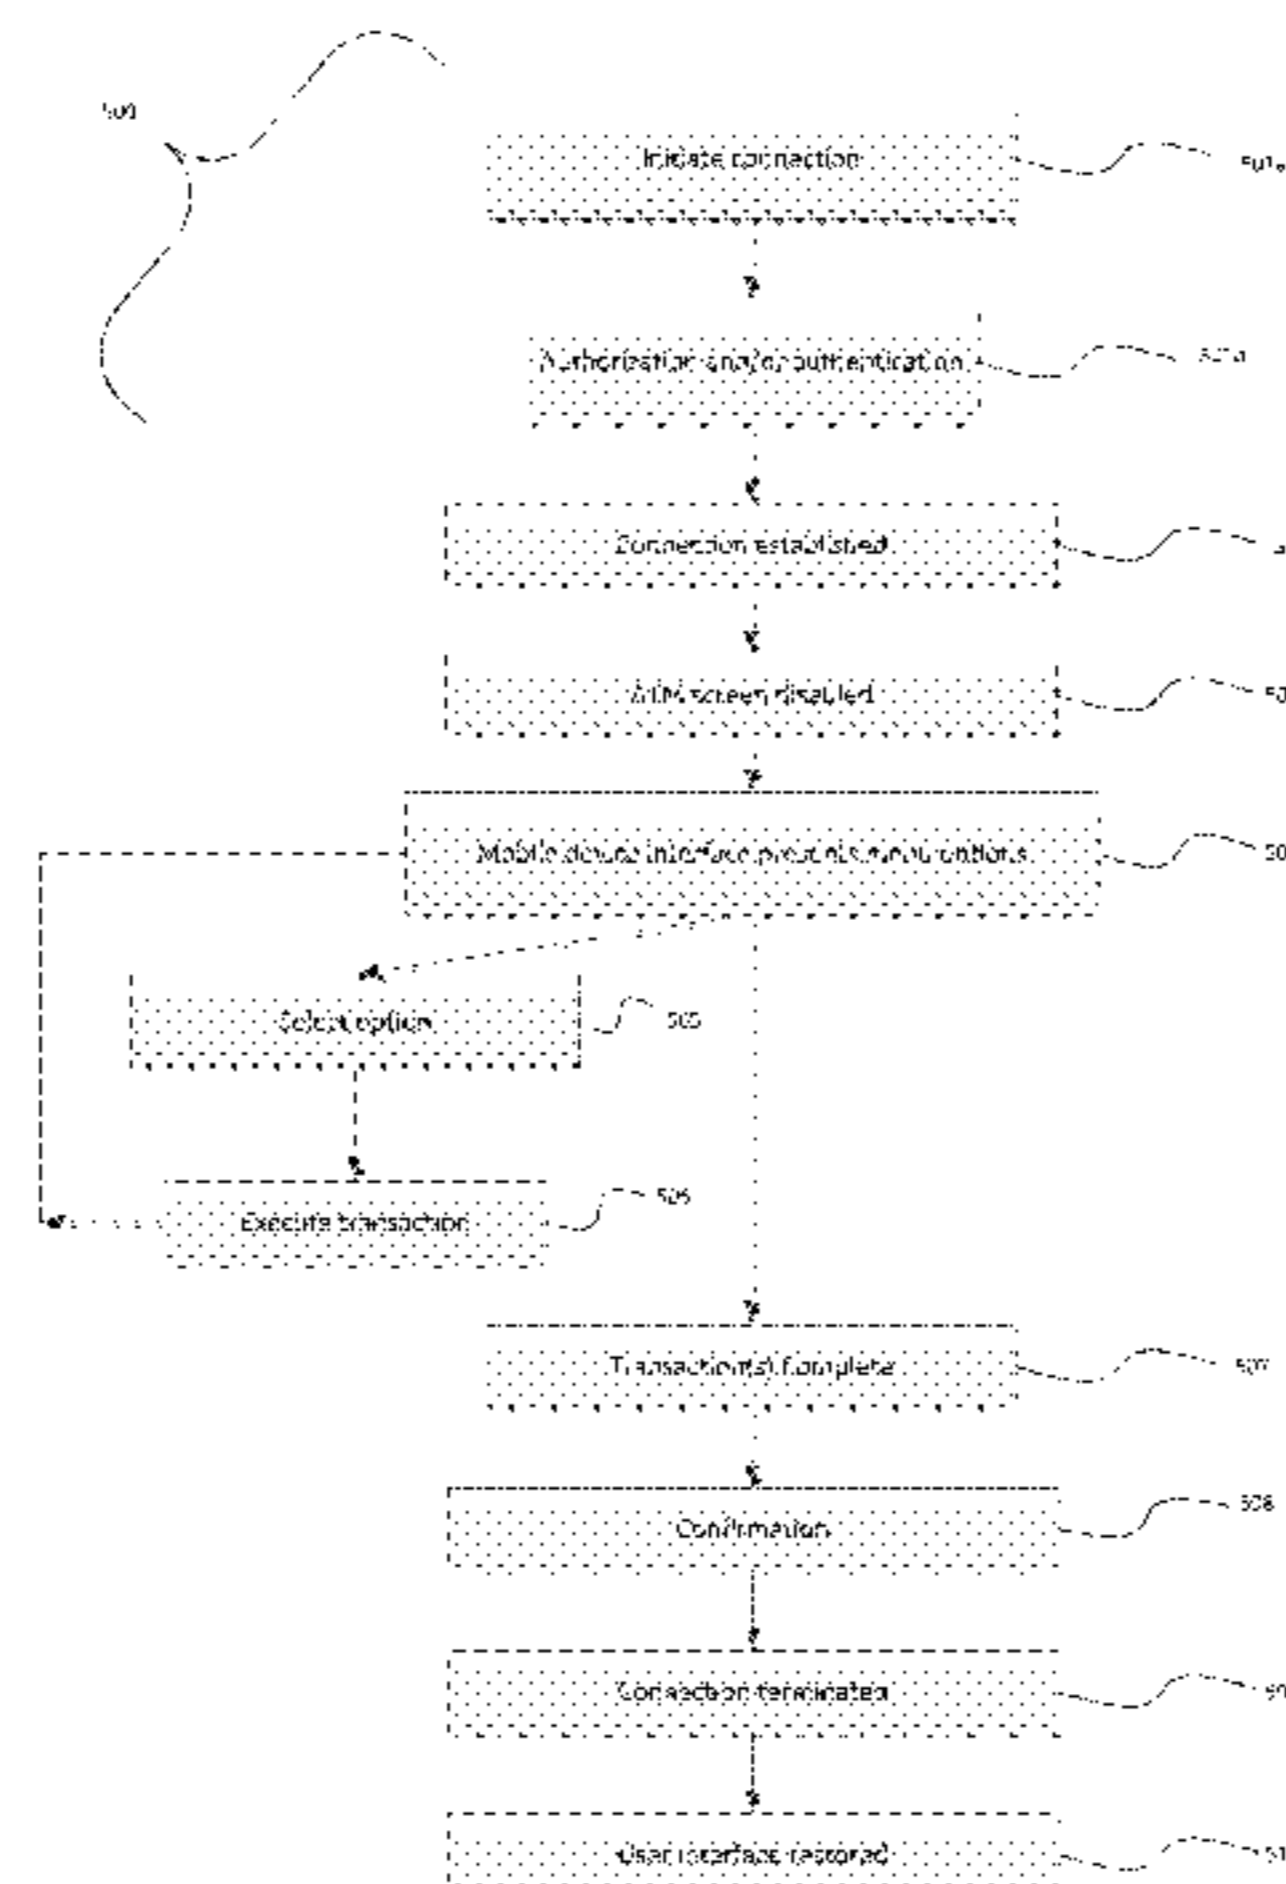 500
Initiate connection
Authorization and/or authentication
Connection established
ATM screen disabled
Mobile device interface presents menu options
Select option
505
Execute transaction
506
Transaction(s) Complete
507
Confirmation
508
Connection terminated
User interface restored